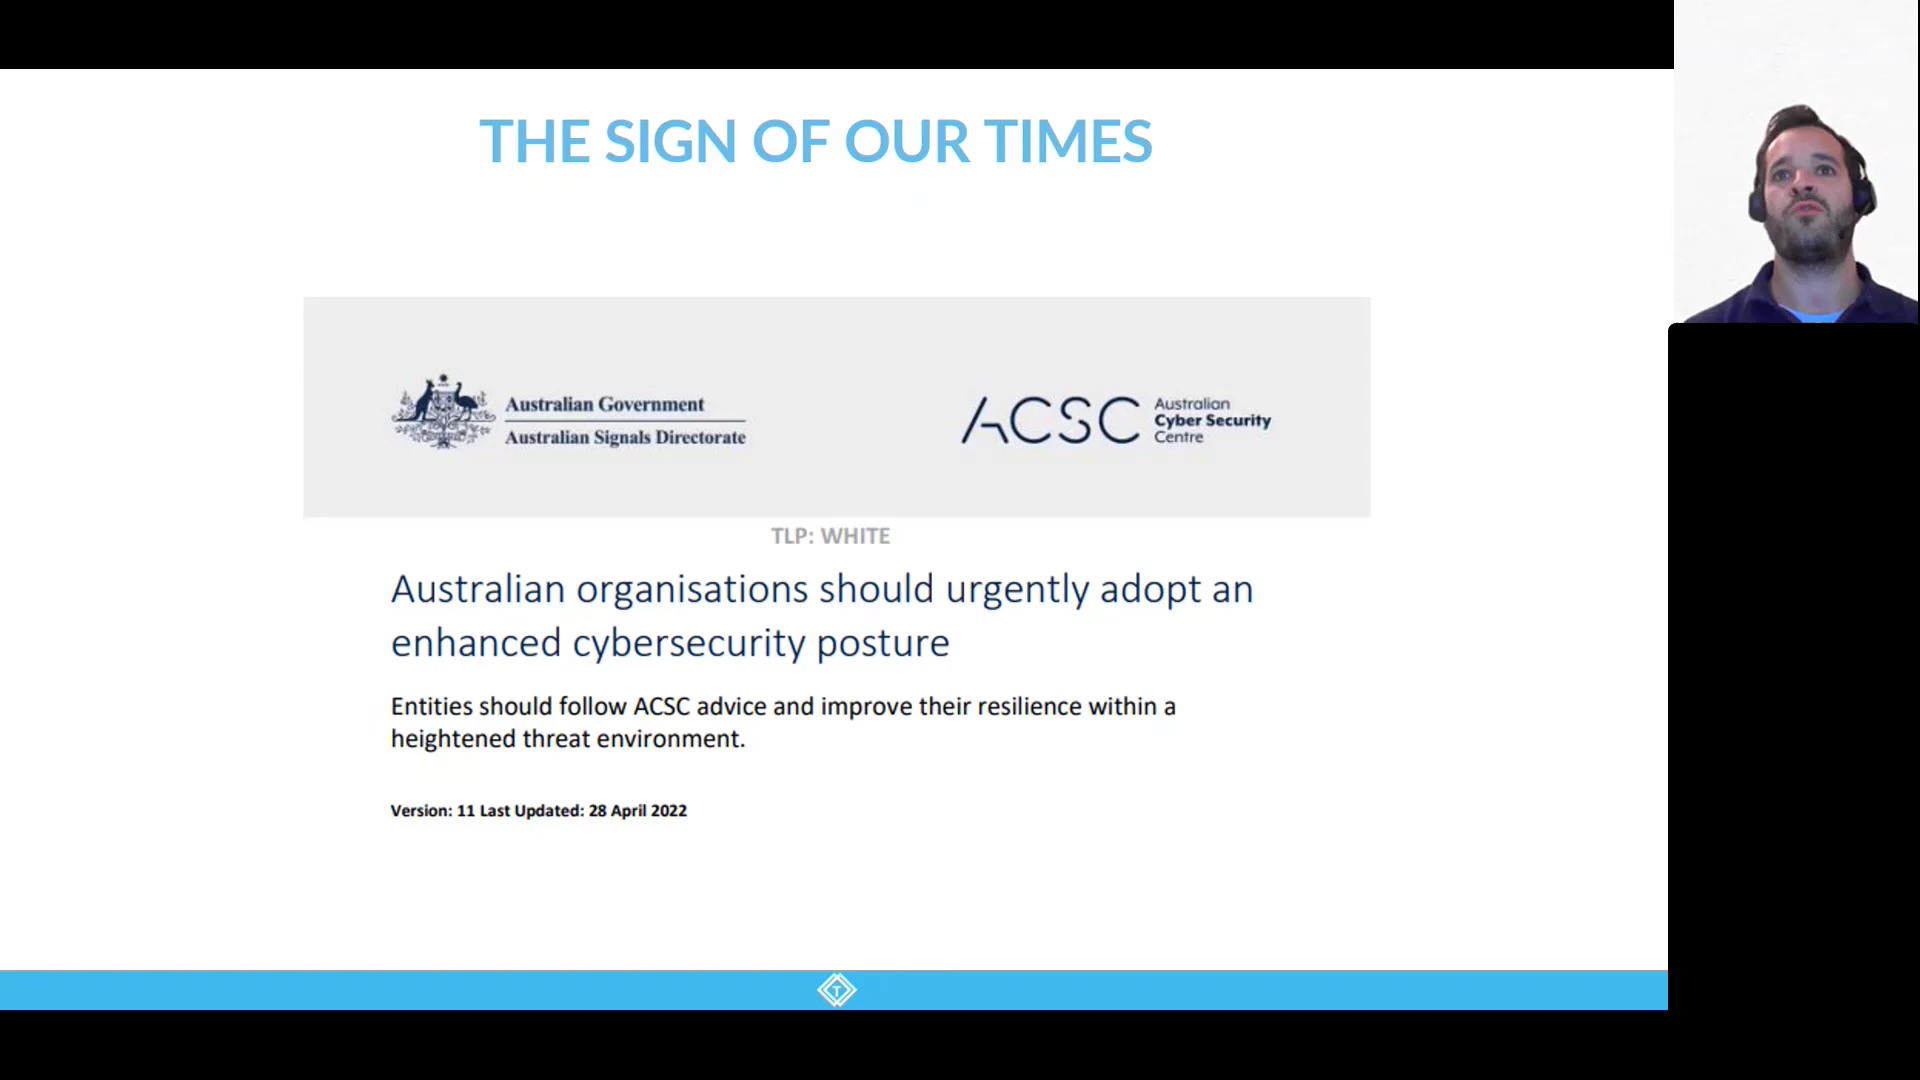 THE SIGN OF OUR TIMES
Australian Government
Australian Signals Directorate
ACSC
Australian
Cyber Security
Centre
TLP: WHITE
Australian organisations should urgently adopt an
enhanced cybersecurity posture
Entities should follow ACSC advice and improve their resilience within a
heightened threat environment.
Version: 11 Last Updated: 28 April 2022
T